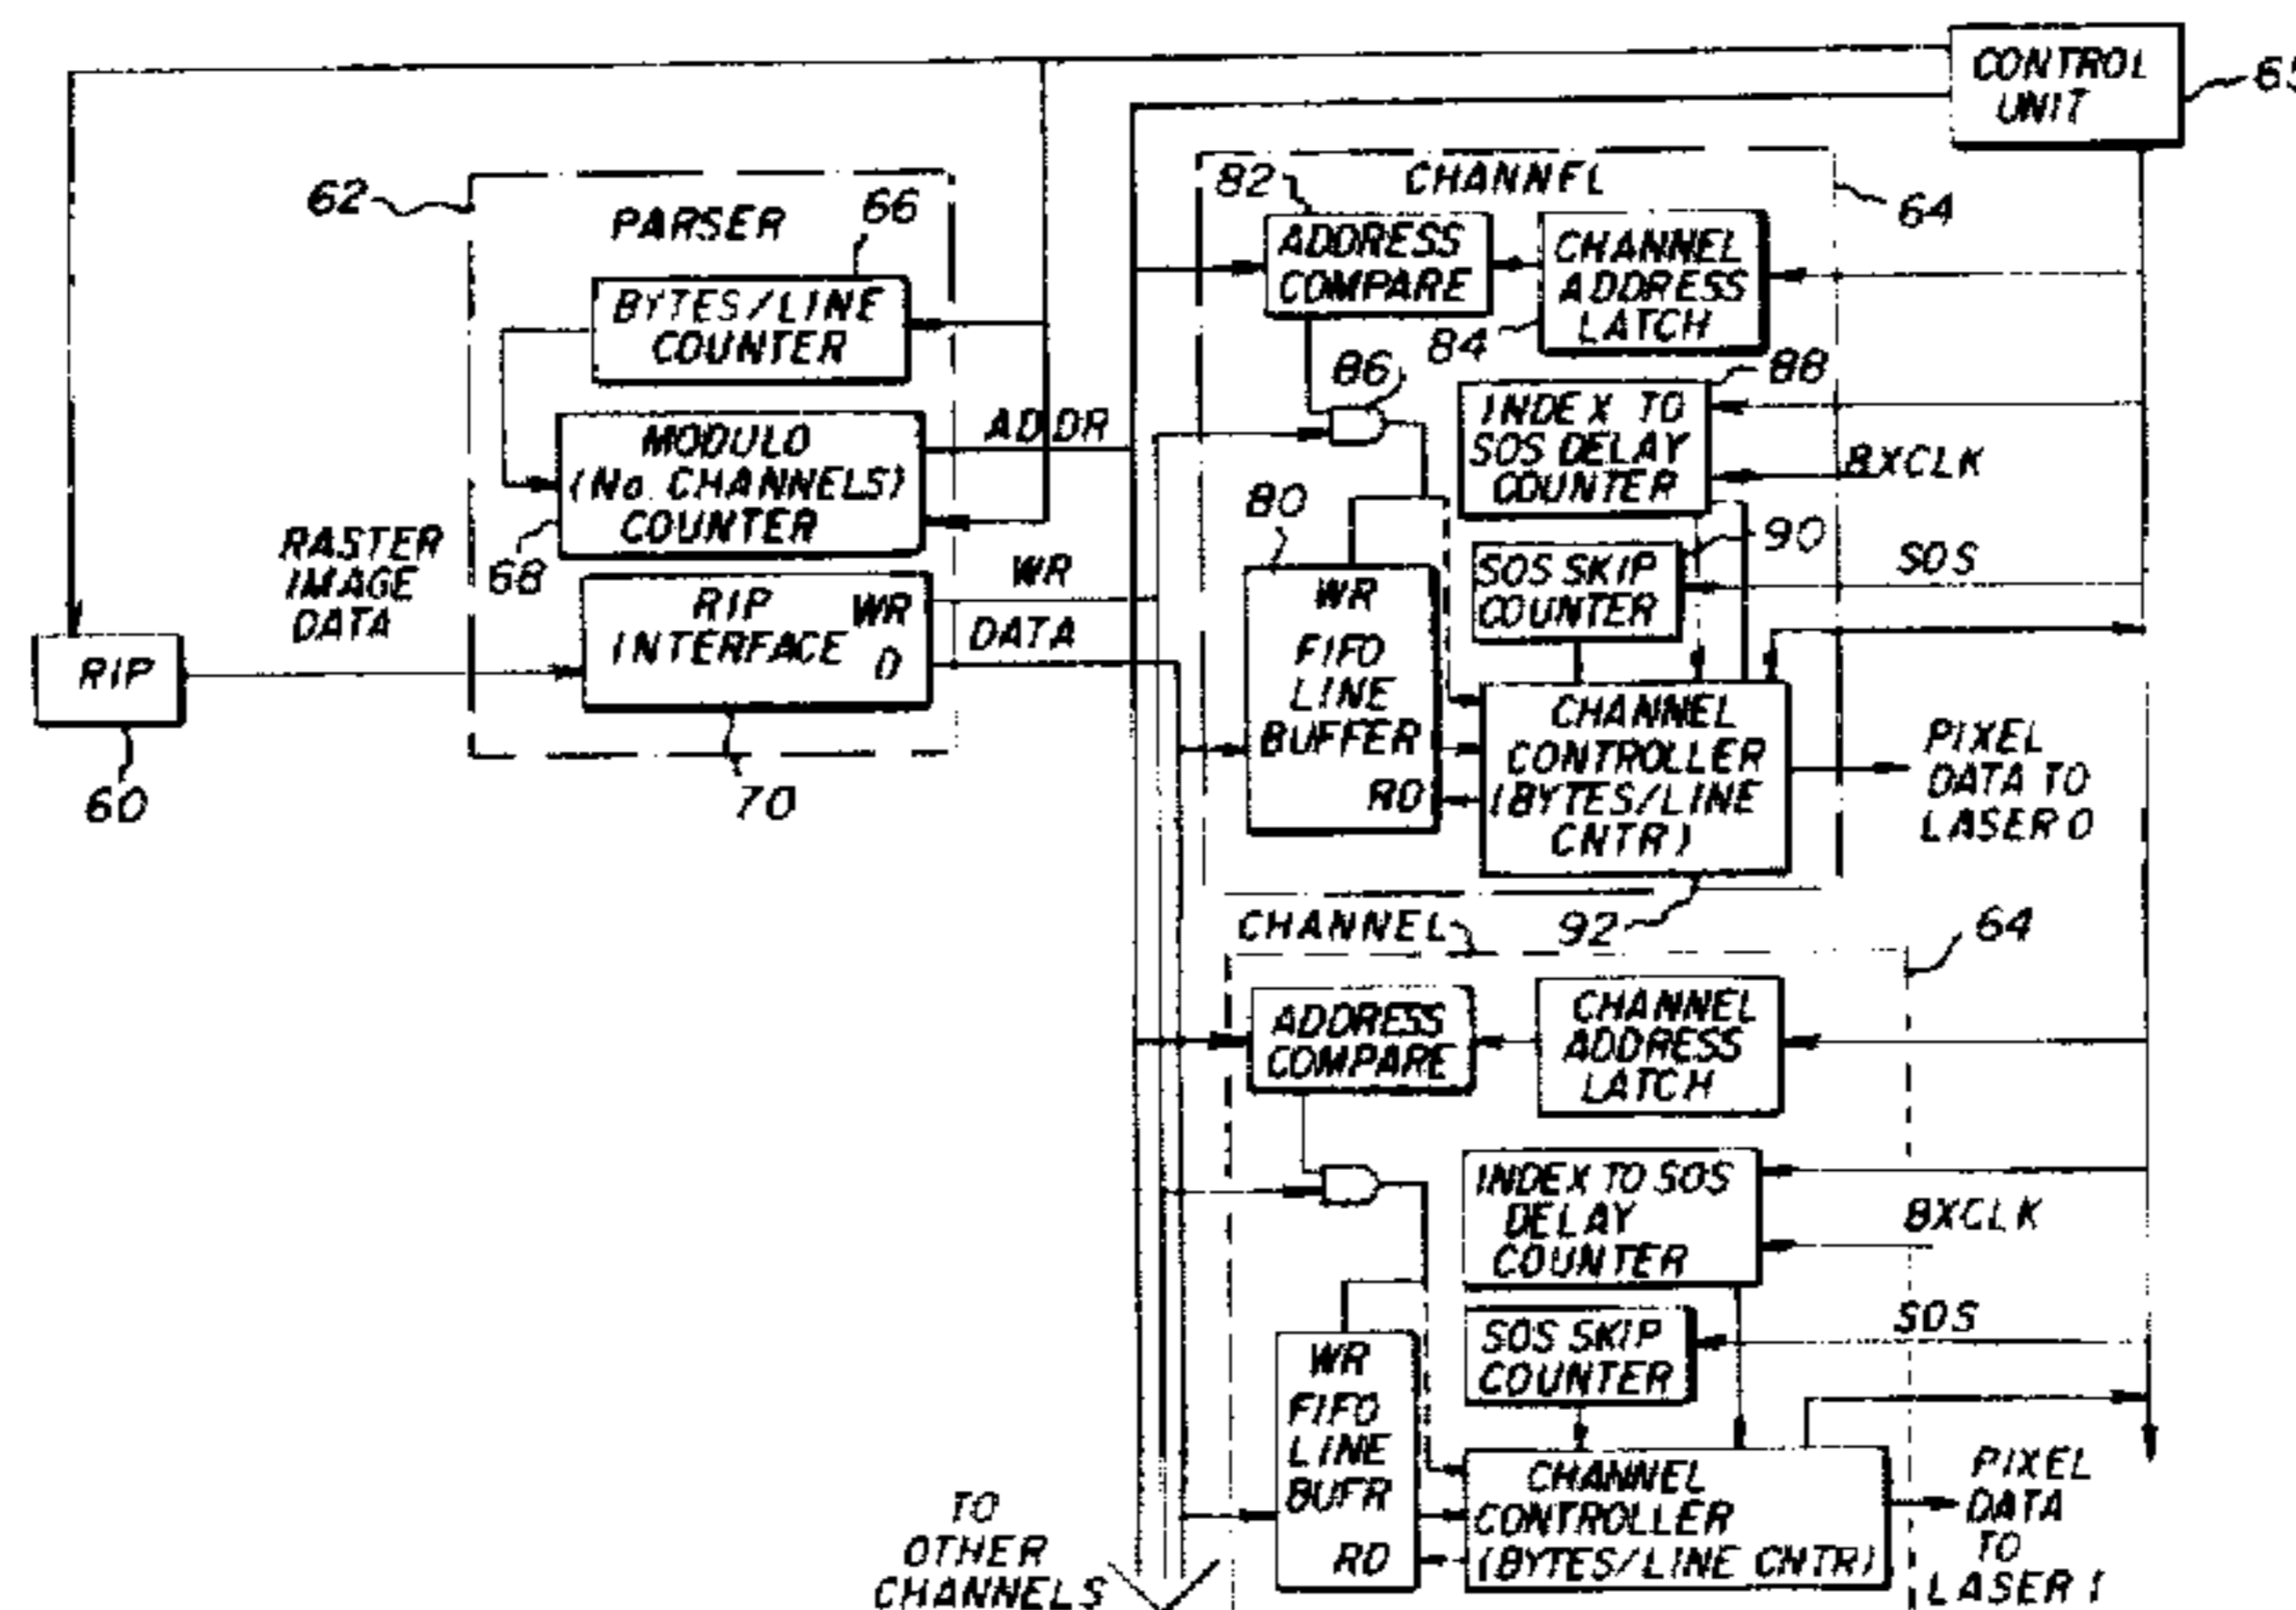 CONTROL
UNIT
62
PARSER
66
BYTES/LINE
COUNTER
MODULO
(No. CHANNELS)
COUNTER
68
ADDR
RASTER
IMAGE
DATA
RIP
INTERFACE
WR
D
WR
DATA
RIP
60
70
82
CHANNEL
64
ADDRESS
COMPARE
CHANNEL
ADDRESS
LATCH
84
86
88
INDEX TO
SOS DELAY
COUNTER
8XCLK
80
90
SOS SKIP
COUNTER
SOS
WR
FIFO
LINE
BUFFER
RD
CHANNEL
CONTROLLER
(BYTES/LINE
CNTR)
PIXEL
DATA TO
LASER 0
92
CHANNEL
64
ADDRESS
COMPARE
CHANNEL
ADDRESS
LATCH
INDEX TO SOS
DELAY
COUNTER
8XCLK
SOS SKIP
COUNTER
SOS
WR
FIFO
LINE
BUFR
RD
CHANNEL
CONTROLLER
(BYTES/LINE CNTR)
PIXEL
DATA
TO
LASER 1
TO
OTHER
CHANNELS